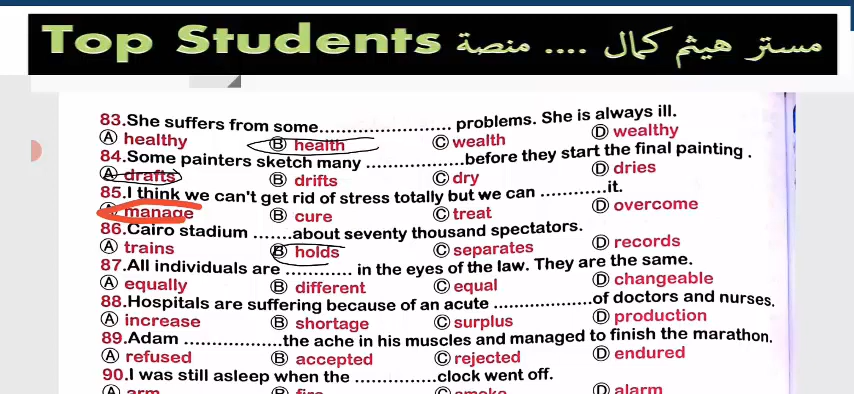 Top Students منصة .... مستر هيثم كمال
83.She suffers from some........................... problems. She is always ill.
Ⓐ healthy Ⓑ health Ⓒ wealth Ⓓ wealthy
84.Some painters sketch many ....................before they start the final painting .
Ⓐ drafts Ⓑ drifts Ⓒ dry Ⓓ dries
85.I think we can't get rid of stress totally but we can .............it.
Ⓐ manage Ⓑ cure Ⓒ treat Ⓓ overcome
86.Cairo stadium .......about seventy thousand spectators.
Ⓐ trains Ⓑ holds Ⓒ separates Ⓓ records
87.All individuals are ............ in the eyes of the law. They are the same.
Ⓐ equally Ⓑ different Ⓒ equal Ⓓ changeable
88.Hospitals are suffering because of an acute ...................of doctors and nurses.
Ⓐ increase Ⓑ shortage Ⓒ surplus Ⓓ production
89.Adam ...................the ache in his muscles and managed to finish the marathon.
Ⓐ refused Ⓑ accepted Ⓒ rejected Ⓓ endured
90.I was still asleep when the ...............clock went off.
Ⓐ arm Ⓑ fire Ⓒ smoke Ⓓ alarm